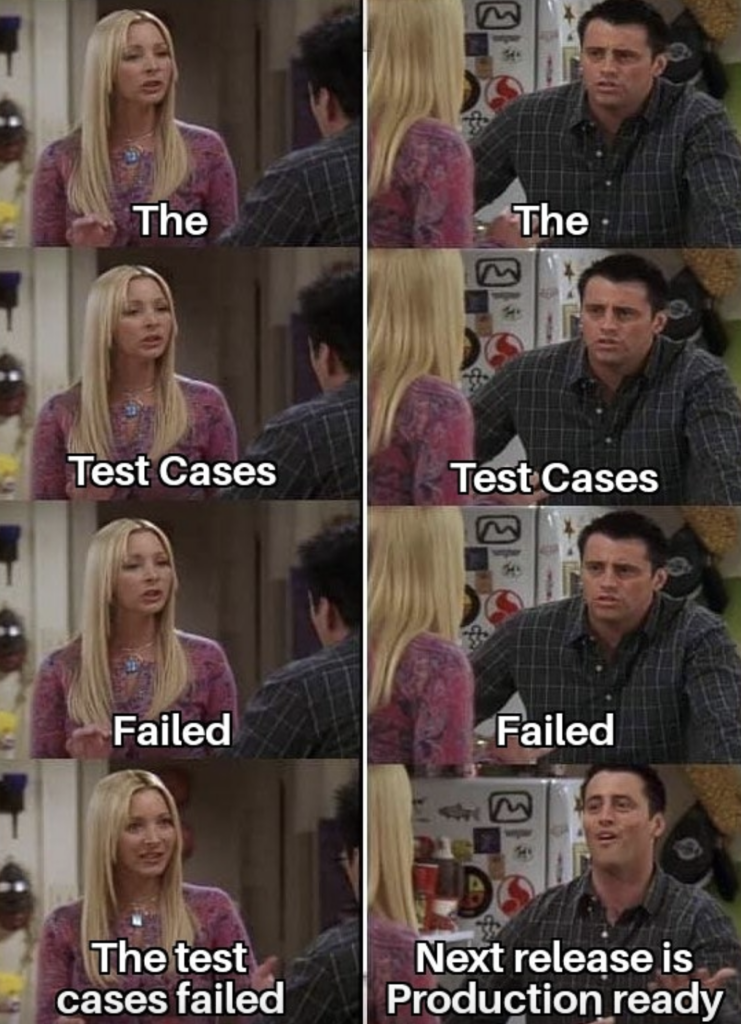 The
The
Test Cases
Test Cases
Failed
Failed
The test
cases failed
Next release is
Production ready